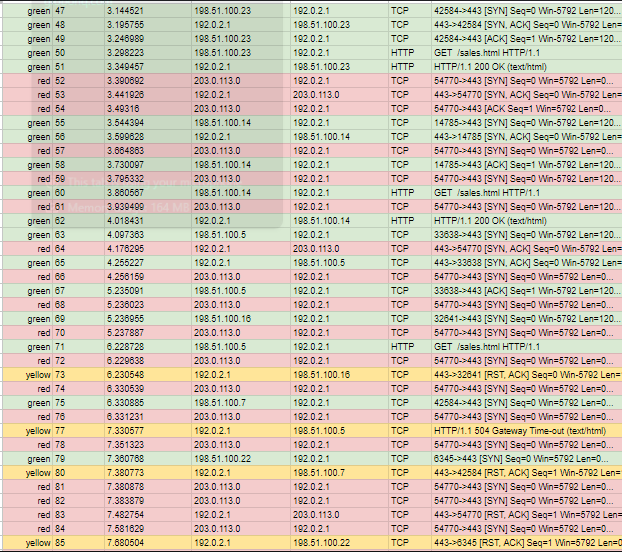 green 47 3.144521 198.51.100.23 192.0.2.1 TCP 42584->443 [SYN] Seq=0 Win-5792 Len=120...
green 48 3.195755 192.0.2.1 198.51.100.23 TCP 443->42584 [SYN, ACK] Seq=0 Win-5792 Len...
green 49 3.246989 198.51.100.23 192.0.2.1 TCP 42584->443 [ACK] Seq=1 Win-5792 Len=120...
green 50 3.298223 198.51.100.23 192.0.2.1 HTTP GET /sales.html HTTP/1.1
green 51 3.349457 192.0.2.1 198.51.100.23 HTTP HTTP/1.1 200 OK (text/html)
red 52 3.390692 203.0.113.0 192.0.2.1 TCP 54770->443 [SYN] Seq=0 Win=5792 Len=0...
red 53 3.441926 192.0.2.1 203.0.113.0 TCP 443->54770 [SYN, ACK] Seq=0 Win-5792 Len...
red 54 3.49316 203.0.113.0 192.0.2.1 TCP 54770->443 [ACK Seq=1 Win=5792 Len=0...
green 55 3.544394 198.51.100.14 192.0.2.1 TCP 14785->443 [SYN] Seq=0 Win-5792 Len=120...
green 56 3.599628 192.0.2.1 198.51.100.14 TCP 443->14785 [SYN, ACK] Seq=0 Win-5792 Len...
red 57 3.664863 203.0.113.0 192.0.2.1 TCP 54770->443 [SYN] Seq=0 Win=5792 Len=0...
green 58 3.730097 198.51.100.14 192.0.2.1 TCP 14785->443 [ACK] Seq=1 Win-5792 Len=120...
red 59 3.795332 203.0.113.0 192.0.2.1 TCP 54770->443 [SYN] Seq=0 Win=5792 Len=120...
green 60 3.860567 198.51.100.14 192.0.2.1 HTTP GET /sales.html HTTP/1.1
red 61 3.939499 203.0.113.0 192.0.2.1 TCP 54770->443 [SYN] Seq=0 Win-5792 Len=120...
green 62 4.018431 192.0.2.1 198.51.100.14 HTTP HTTP/1.1 200 OK (text/html)
green 63 4.097363 198.51.100.5 192.0.2.1 TCP 33638->443 [SYN] Seq=0 Win-5792 Len=120...
red 64 4.176295 192.0.2.1 203.0.113.0 TCP 443->54770 [SYN, ACK] Seq=0 Win-5792 Len...
green 65 4.255227 192.0.2.1 198.51.100.5 TCP 443->33638 [SYN, ACK] Seq=0 Win-5792 Len...
red 66 4.256159 203.0.113.0 192.0.2.1 TCP 54770->443 [SYN] Seq=0 Win=5792 Len=0...
green 67 5.235091 198.51.100.5 192.0.2.1 TCP 33638->443 [ACK] Seq=1 Win-5792 Len=120...
red 68 5.236023 203.0.113.0 192.0.2.1 TCP 54770->443 [SYN] Seq=0 Win=5792 Len=0...
green 69 5.236955 198.51.100.16 192.0.2.1 TCP 32641->443 [SYN] Seq=0 Win-5792 Len=120...
red 70 5.237887 203.0.113.0 192.0.2.1 TCP 54770->443 [SYN] Seq=0 Win=5792 Len=0...
green 71 6.228728 198.51.100.5 192.0.2.1 HTTP GET /sales.html HTTP/1.1
red 72 6.229638 203.0.113.0 192.0.2.1 TCP 54770->443 [SYN] Seq=0 Win=5792 Len=0...
yellow 73 6.230548 192.0.2.1 198.51.100.16 TCP 443->32641 [RST, ACK] Seq=0 Win-5792 Len=
red 74 6.330539 203.0.113.0 192.0.2.1 TCP 54770->443 [SYN] Seq=0 Win=5792 Len=0...
green 75 6.330885 198.51.100.7 192.0.2.1 TCP 42584->443 [SYN] Seq=0 Win=5792 Len=0...
red 76 6.331231 203.0.113.0 192.0.2.1 TCP 54770->443 [SYN] Seq=0 Win=5792 Len=0...
yellow 77 7.330577 192.0.2.1 198.51.100.5 TCP HTTP/1.1 504 Gateway Time-out (text/html)
red 78 7.351323 203.0.113.0 192.0.2.1 TCP 54770->443 [SYN] Seq=0 Win=5792 Len=0...
green 79 7.360768 198.51.100.22 192.0.2.1 TCP 6345->443 [SYN] Seq=0 Win=5792 Len=0...
yellow 80 7.380773 192.0.2.1 198.51.100.7 TCP 443->42584 [RST, ACK] Seq=1 Win-5792 Len=
red 81 7.380878 203.0.113.0 192.0.2.1 TCP 54770->443 [SYN] Seq=0 Win=5792 Len=0...
red 82 7.383879 203.0.113.0 192.0.2.1 TCP 54770->443 [SYN] Seq=0 Win=5792 Len=0...
red 83 7.482754 192.0.2.1 203.0.113.0 TCP 443->54770 [RST, ACK] Seq=1 Win=5792 Len=0...
red 84 7.581629 203.0.113.0 192.0.2.1 TCP 54770->443 [SYN] Seq=0 Win=5792 Len=0...
yellow 85 7.680504 192.0.2.1 198.51.100.22 TCP 443->6345 [RST, ACK] Seq=1 Win=5792 Len=0